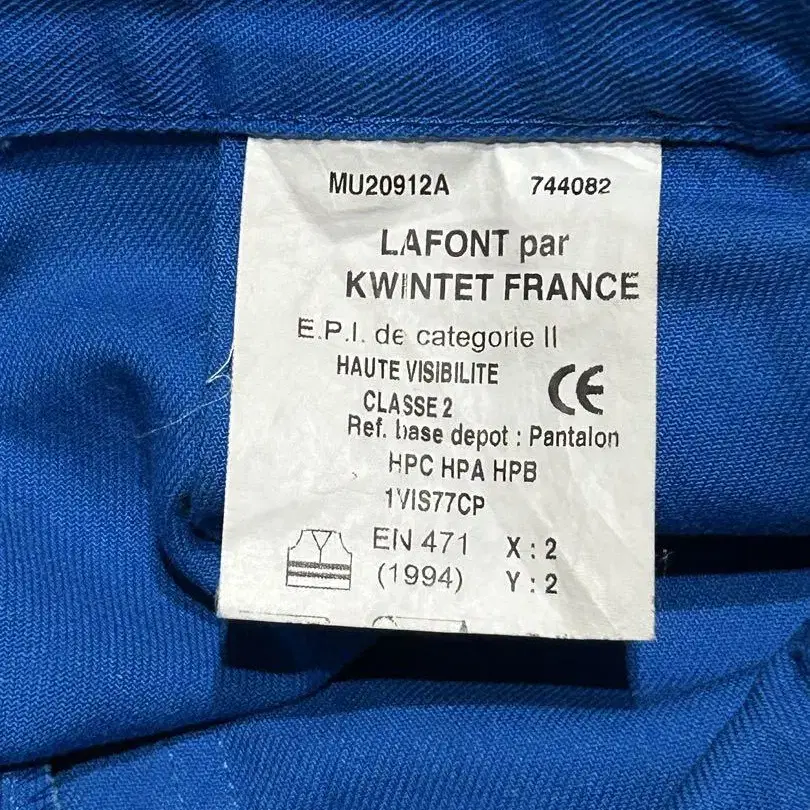 MU20912A 744082
LAFONT par
KWINTET FRANCE
E.P.I. de categorie II
HAUTE VISIBILITE CE
CLASSE 2
Ref. base depot : Pantalon
HPC HPA HPB
1VIS77CP
EN 471 X : 2
(1994) Y : 2